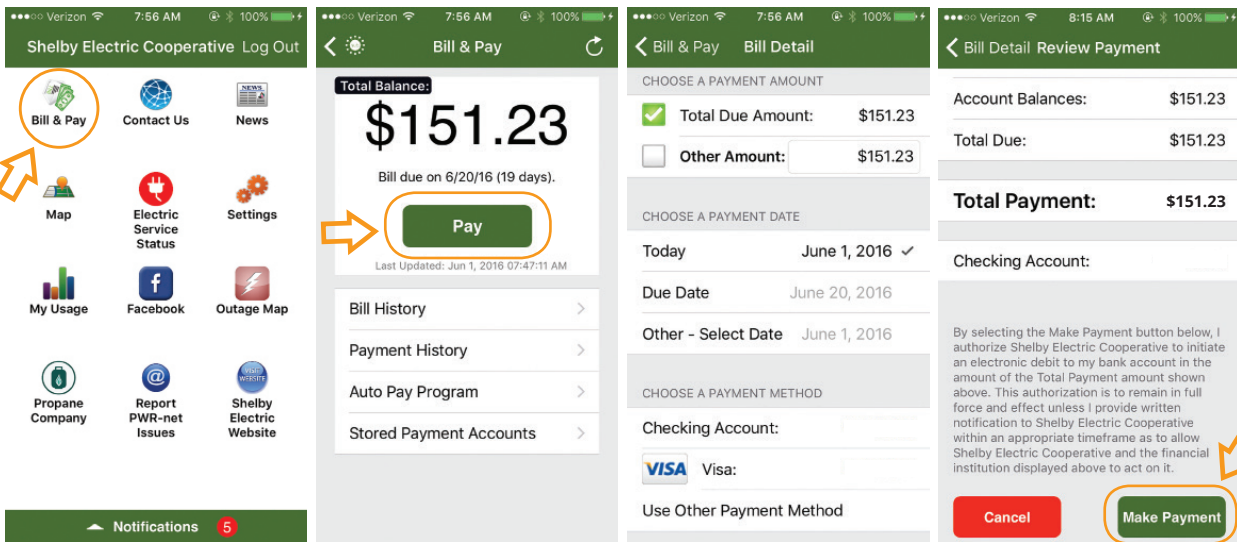 Verizon 7:56 AM 100%
Shelby Electric Cooperative Log Out
Bill & Pay Contact Us NEWS News
Map Electric Service Status Settings
My Usage Facebook Outage Map
Propane Company Report PWR-net Issues VISIT WEBSITE Shelby Electric Website
Notifications 5
Verizon 7:56 AM 100%
Bill & Pay
Total Balance:
$151.23
Bill due on 6/20/16 (19 days).
Pay
Last Updated: Jun 1, 2016 07:47:11 AM
Bill History
Payment History
Auto Pay Program
Stored Payment Accounts
Verizon 7:56 AM 100%
Bill & Pay Bill Detail
CHOOSE A PAYMENT AMOUNT
Total Due Amount: $151.23
Other Amount: $151.23
CHOOSE A PAYMENT DATE
Today June 1, 2016
Due Date June 20, 2016
Other - Select Date June 1, 2016
CHOOSE A PAYMENT METHOD
Checking Account:
VISA Visa:
Use Other Payment Method
Verizon 8:15 AM 100%
Bill Detail Review Payment
Account Balances: $151.23
Total Due: $151.23
Total Payment: $151.23
Checking Account:
By selecting the Make Payment button below, I
authorize Shelby Electric Cooperative to initiate
an electronic debit to my bank account in the
amount of the Total Payment amount shown
above. This authorization is to remain in full
force and effect unless I provide written
notification to Shelby Electric Cooperative
within an appropriate timeframe as to allow
Shelby Electric Cooperative and the financial
institution displayed above to act on it.
Cancel Make Payment